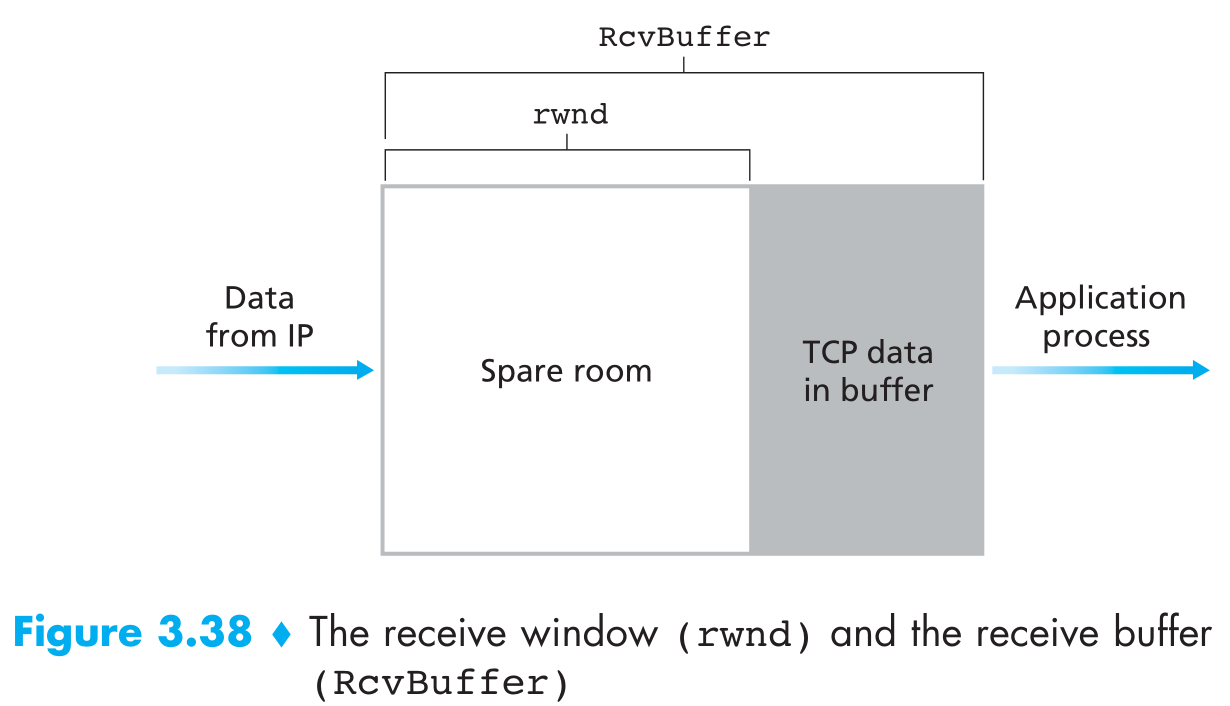 RcvBuffer
rwnd
Data
from IP
Spare room
TCP data
in buffer
Application
process
Figure 3.38 ♦ The receive window (rwnd) and the receive buffer
(RcvBuffer)